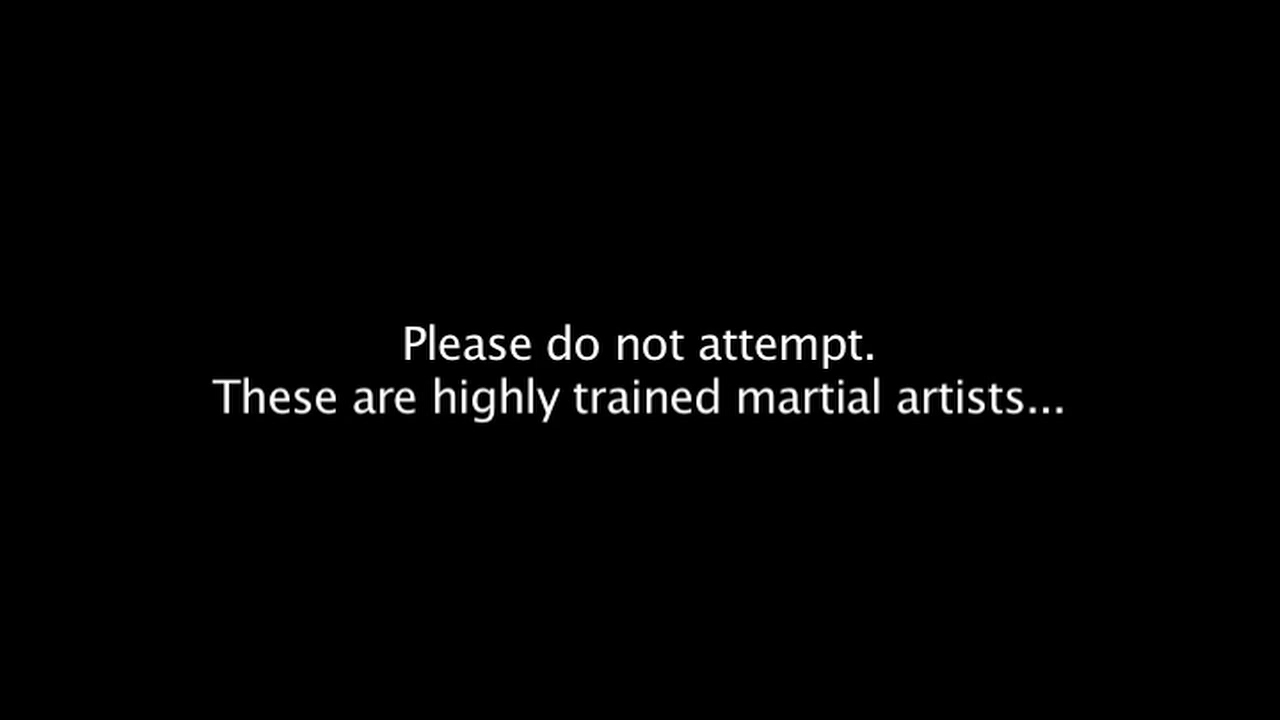 Please do not attempt.
These are highly trained martial artists...